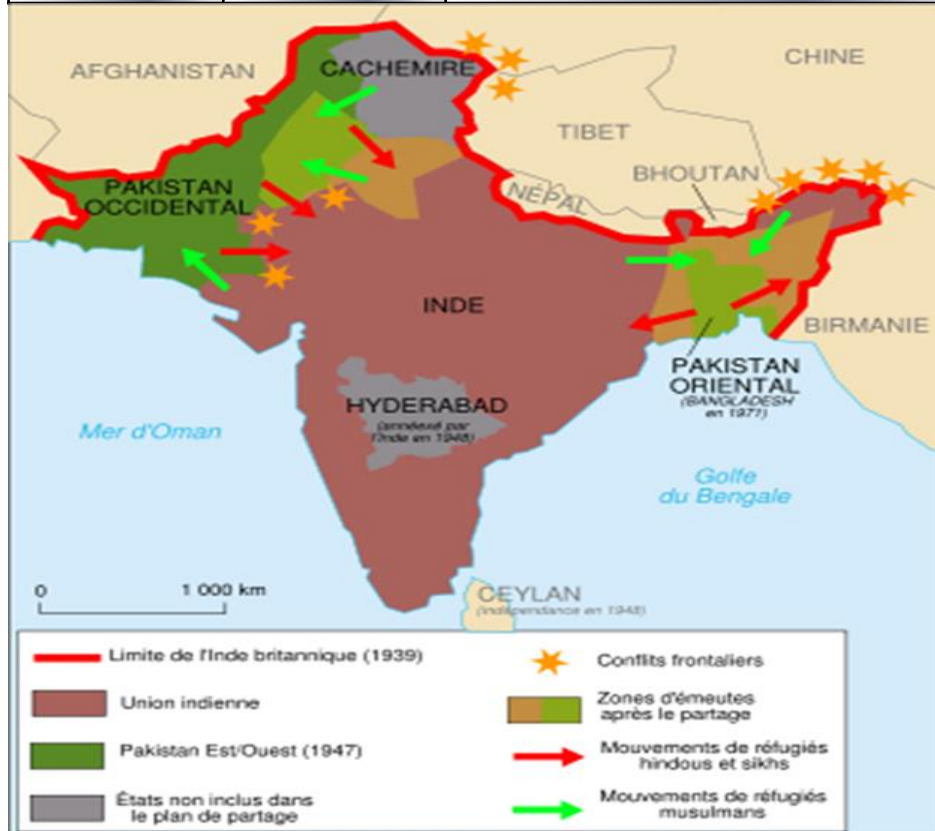 AFGHANISTAN
CACHEMIRE
CHINE
TIBET
BHOUTAN
NÉPAL
PAKISTAN
OCCIDENTAL
INDE
BIRMANIE
PAKISTAN
ORIENTAL
(BANGLADESH
en 1971)
HYDERABAD
(annexé par
l'Inde en 1948)
Mer d'Oman
Golfe
du Bengale
0 1 000 km
CEYLAN
(indépendance en 1948)
Limite de l'Inde britannique (1939)
Union indienne
Pakistan Est/Ouest (1947)
États non inclus dans
le plan de partage
Conflits frontaliers
Zones d'émeutes
après le partage
Mouvements de réfugiés
hindous et sikhs
Mouvements de réfugiés
musulmans